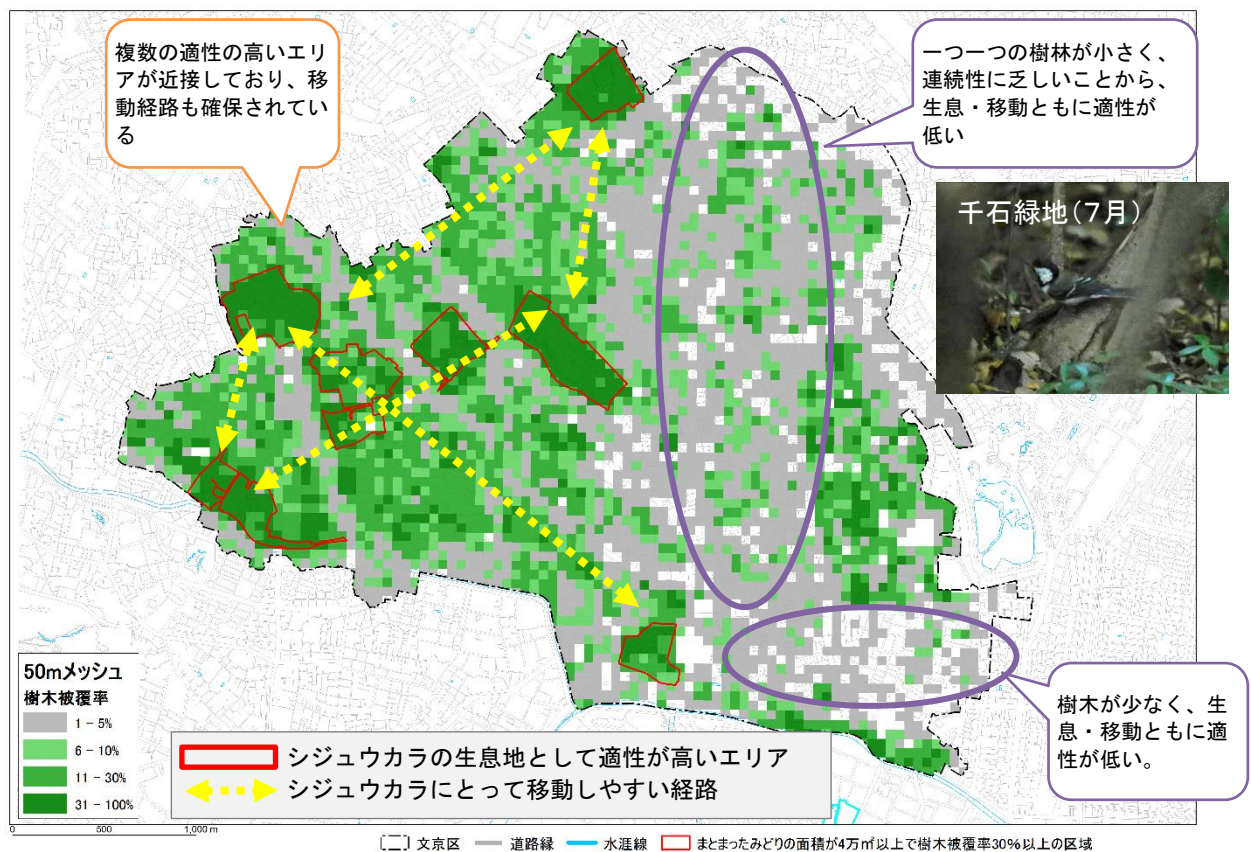 複数の適性の高いエリ
アが近接しており、移
動経路も確保されてい
る
一つ一つの樹林が小さく、
連続性に乏しいことから、
生息・移動ともに適性が
低い
千石緑地(7月)
樹木が少なく、生
息・移動ともに適
性が低い。
50mメッシュ
樹木被覆率
1 - 5%
6 - 10%
11 - 30%
31 - 100%
シジュウカラの生息地として適性が高いエリア
シジュウカラにとって移動しやすい経路
0 500 1,000 m
文京区 道路縁 水涯線 まとまったみどりの面積が4万㎡以上で樹木被覆率30%以上の区域